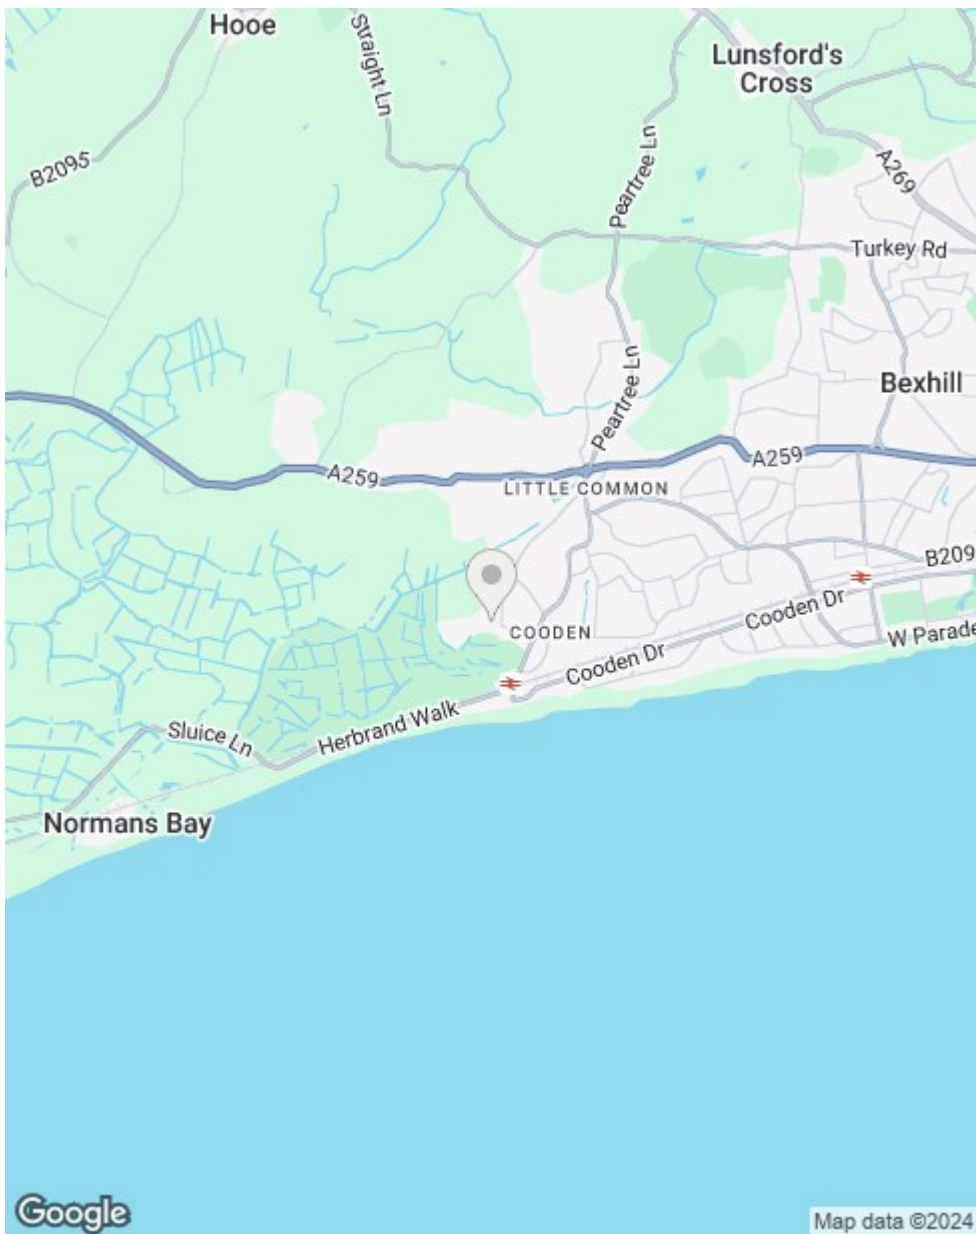 Hooe
Straight Ln
Lunsford's
Cross
B2095
Peartree Ln
A269
Turkey Rd
Peartree Ln
Bexhill
A259
A259
LITTLE COMMON
B209
Cooden Dr
COODEN
W Parade
Cooden Dr
Herbrand Walk
Sluice Ln
Normans Bay
Google
Map data ©2024